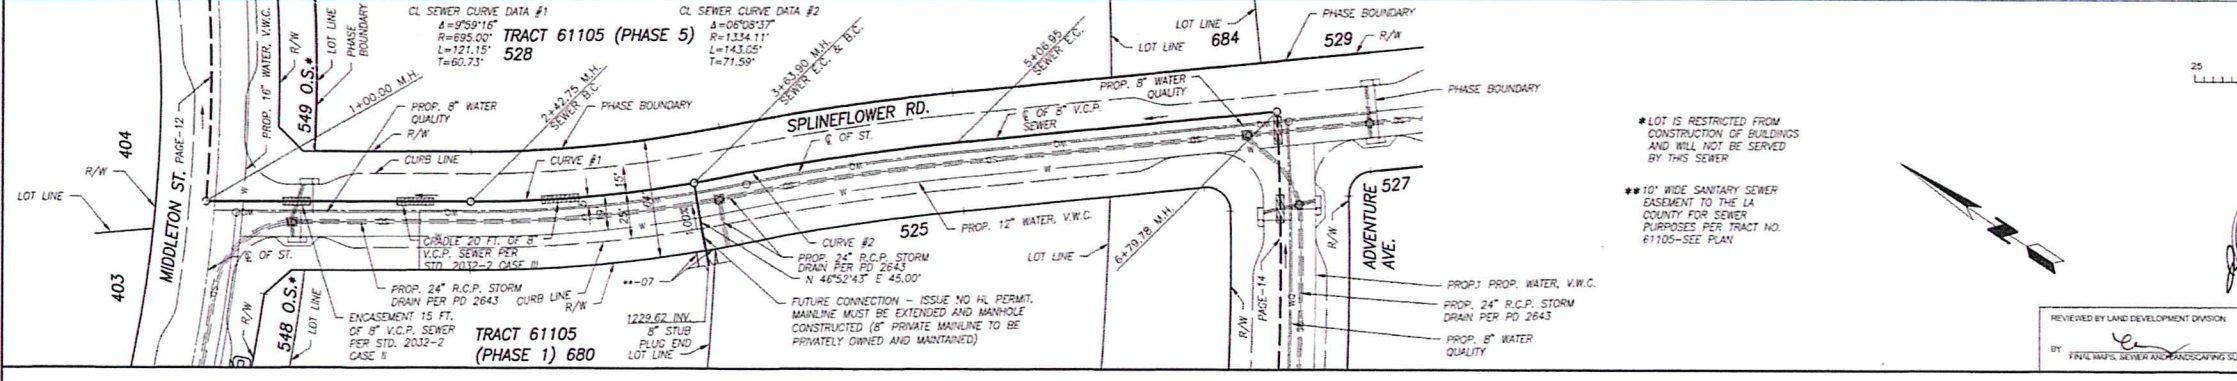 CL SEWER CURVE DATA #1
Δ=9°59'16"
R=695.00'
L=121.15'
T=60.73'
TRACT 61105 (PHASE 5)
528
CL SEWER CURVE DATA #2
Δ=06°08'37"
R=1334.11'
L=143.05'
T=71.59'
LOT LINE
684
LOT LINE
PHASE BOUNDARY
529
R/W
25
PROP. 16" WATER, V.W.C.
R/W
LOT LINE
PHASE
BOUNDARY
549 O.S.*
1+00.00 M.H.
2+42.75 M.H.
SEWER B.C.
3+63.90 M.H.
SEWER E.C. & B.C.
5+06.95
SEWER E.C.
PROP. 8" WATER
QUALITY
R/W
PHASE BOUNDARY
CURB LINE
CURVE #1
SPLINEFLOWER RD.
℄ OF ST.
PROP. 8" WATER
QUALITY
℄ OF 8" V.C.P.
SEWER
PHASE BOUNDARY
404
R/W
LOT LINE
403
MIDDLETON ST.
PAGE-12
℄ OF ST.
15'
25'
1.00%
CRADLE 20 FT. OF 8"
V.C.P. SEWER PER
STD. 2032-2 CASE III
PROP. 24" R.C.P. STORM
DRAIN PER PD 2643
CURB LINE
R/W
548 O.S.*
R/W
LOT LINE
ENCASEMENT 15 FT.
OF 8" V.C.P. SEWER
PER STD. 2032-2
CASE II
TRACT 61105
(PHASE 1) 680
**-07
1229.62 INV.
8" STUB
PLUG END
LOT LINE
CURVE #2
PROP. 24" R.C.P. STORM
DRAIN PER PD 2643
N 46°52'43" E 45.00'
FUTURE CONNECTION - ISSUE NO HL PERMIT.
MAINLINE MUST BE EXTENDED AND MANHOLE
CONSTRUCTED (8" PRIVATE MAINLINE TO BE
PRIVATELY OWNED AND MAINTAINED)
525
PROP. 12" WATER, V.W.C.
LOT LINE
6+79.78 M.H.
R/W
PAGE-14
R/W
ADVENTURE
AVE.
527
PROP. WATER, V.W.C.
PROP. 24" R.C.P. STORM
DRAIN PER PD 2643
PROP. 8" WATER
QUALITY
* LOT IS RESTRICTED FROM
CONSTRUCTION OF BUILDINGS
AND WILL NOT BE SERVED
BY THIS SEWER
** 10' WIDE SANITARY SEWER
EASEMENT TO THE LA
COUNTY FOR SEWER
PURPOSES PER TRACT NO.
61105-SEE PLAN
N
REVIEWED BY LAND DEVELOPMENT DIVISION
BY
FINAL MAPS, SEWER AND LANDSCAPING